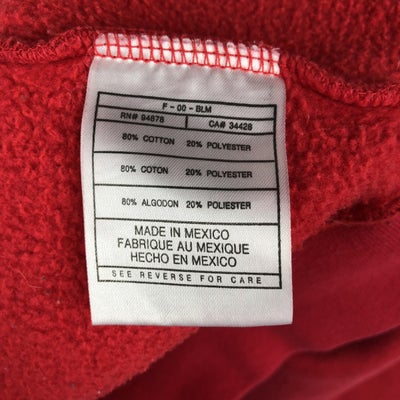 F - 00 - BLM
RN# 94878 CA# 34428
80% COTTON 20% POLYESTER
80% COTON 20% POLYESTER
80% ALGODON 20% POLIESTER
MADE IN MEXICO
FABRIQUE AU MEXIQUE
HECHO EN MEXICO
SEE REVERSE FOR CARE